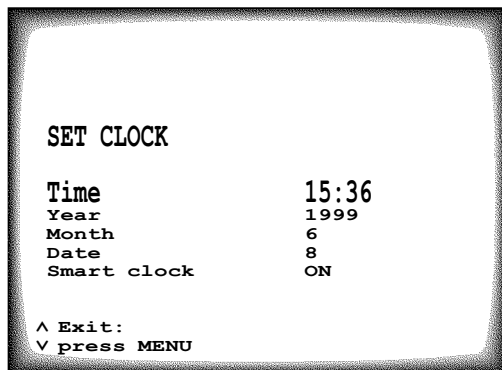 SET CLOCK
Time 15:36
Year 1999
Month 6
Date 8
Smart clock ON
∧ Exit:
∨ press MENU